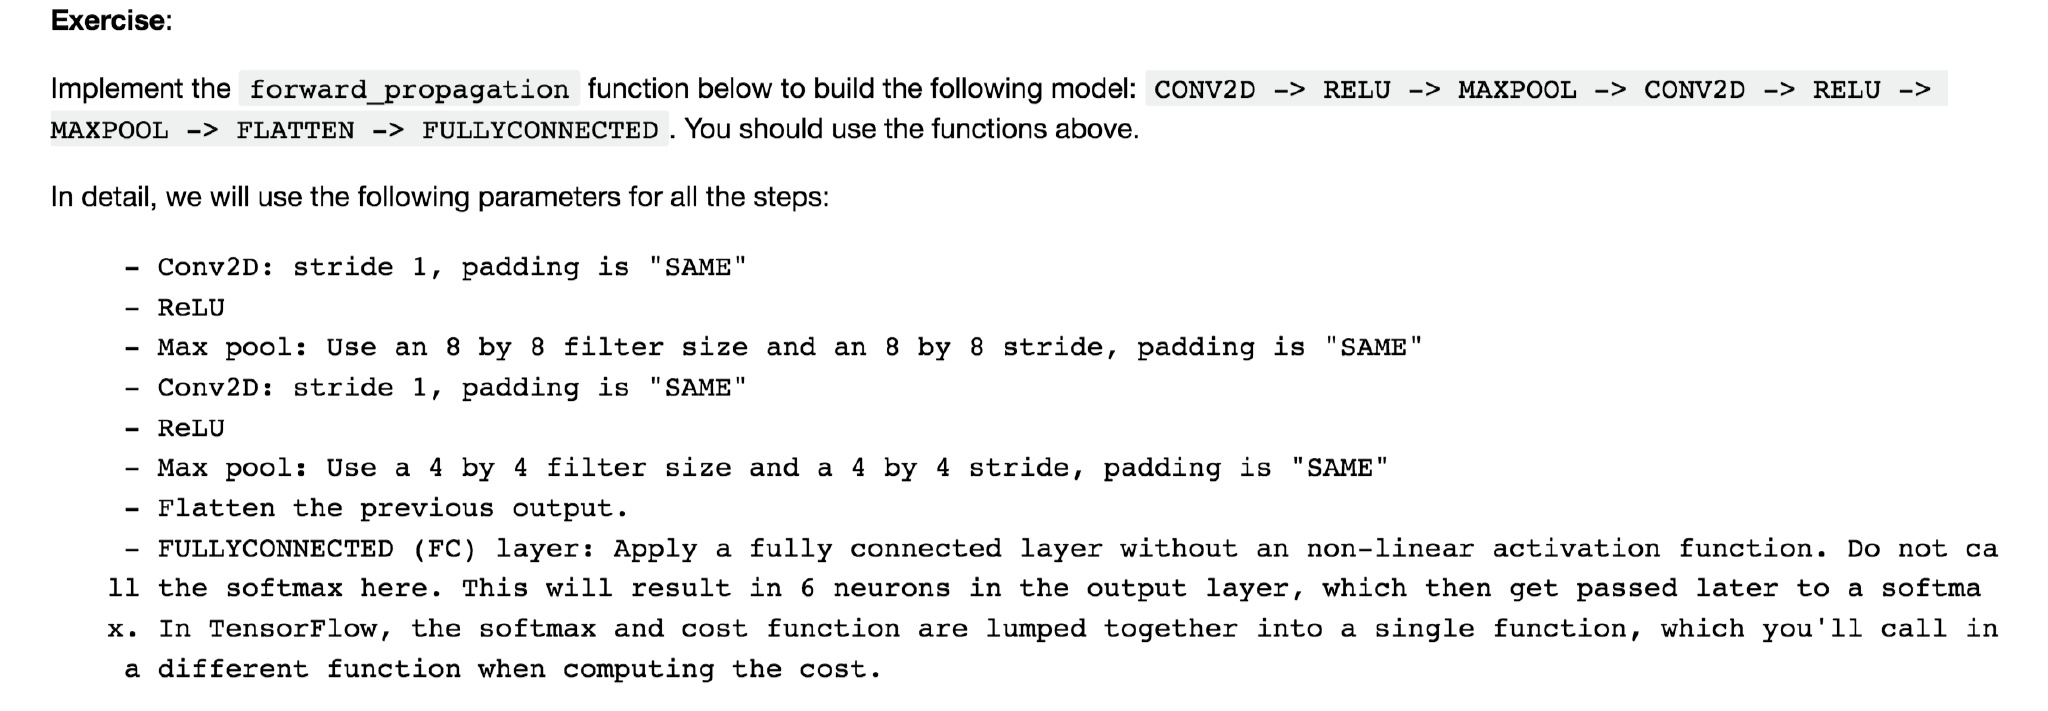 Exercise:
Implement the forward_propagation function below to build the following model: CONV2D -> RELU -> MAXPOOL -> CONV2D -> RELU ->
MAXPOOL -> FLATTEN -> FULLYCONNECTED . You should use the functions above.
In detail, we will use the following parameters for all the steps:
- Conv2D: stride 1, padding is "SAME"
- ReLU
- Max pool: Use an 8 by 8 filter size and an 8 by 8 stride, padding is "SAME"
- Conv2D: stride 1, padding is "SAME"
- ReLU
- Max pool: Use a 4 by 4 filter size and a 4 by 4 stride, padding is "SAME"
- Flatten the previous output.
- FULLYCONNECTED (FC) layer: Apply a fully connected layer without an non-linear activation function. Do not ca
ll the softmax here. This will result in 6 neurons in the output layer, which then get passed later to a softma
x. In TensorFlow, the softmax and cost function are lumped together into a single function, which you'll call in
a different function when computing the cost.